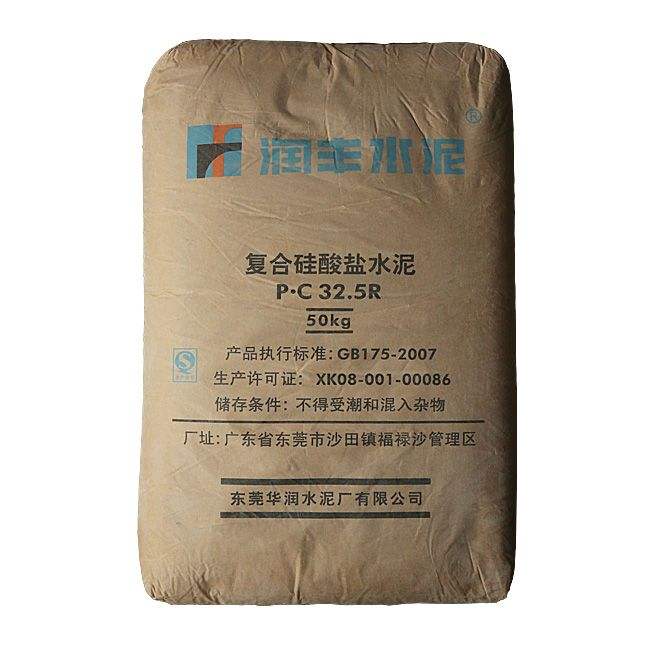 润丰水泥®
复合硅酸盐水泥
P·C 32.5R
50kg
产品执行标准：GB175-2007
生产许可证： XK08-001-00086
储存条件：不得受潮和混入杂物
厂址：广东省东莞市沙田镇福禄沙管理区
东莞华润水泥厂有限公司